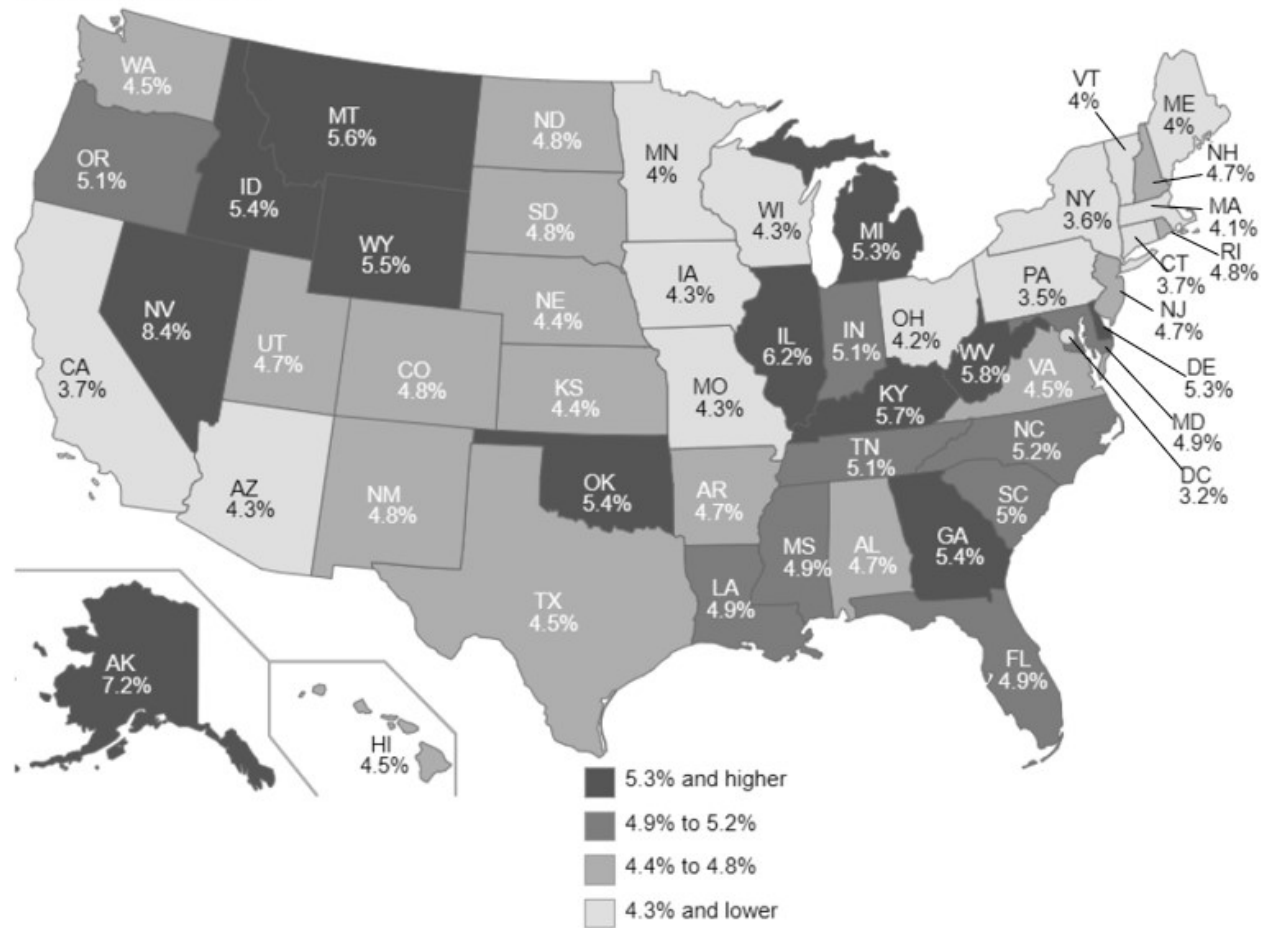 WA
4.5%
MT
5.6%
ND
4.8%
MN
4%
VT
4%
ME
4%
OR
5.1%
ID
5.4%
SD
4.8%
WI
4.3%
MI
5.3%
NY
3.6%
NH
4.7%
MA
4.1%
RI
4.8%
CT
3.7%
WY
5.5%
IA
4.3%
PA
3.5%
NJ
4.7%
NV
8.4%
NE
4.4%
IL
6.2%
IN
5.1%
OH
4.2%
CA
3.7%
UT
4.7%
CO
4.8%
KS
4.4%
MO
4.3%
WV
5.8%
VA
4.5%
DE
5.3%
KY
5.7%
MD
4.9%
TN
5.1%
NC
5.2%
DC
3.2%
AZ
4.3%
NM
4.8%
OK
5.4%
AR
4.7%
SC
5%
MS
4.9%
AL
4.7%
GA
5.4%
TX
4.5%
LA
4.9%
FL
4.9%
AK
7.2%
HI
4.5%
5.3% and higher
4.9% to 5.2%
4.4% to 4.8%
4.3% and lower